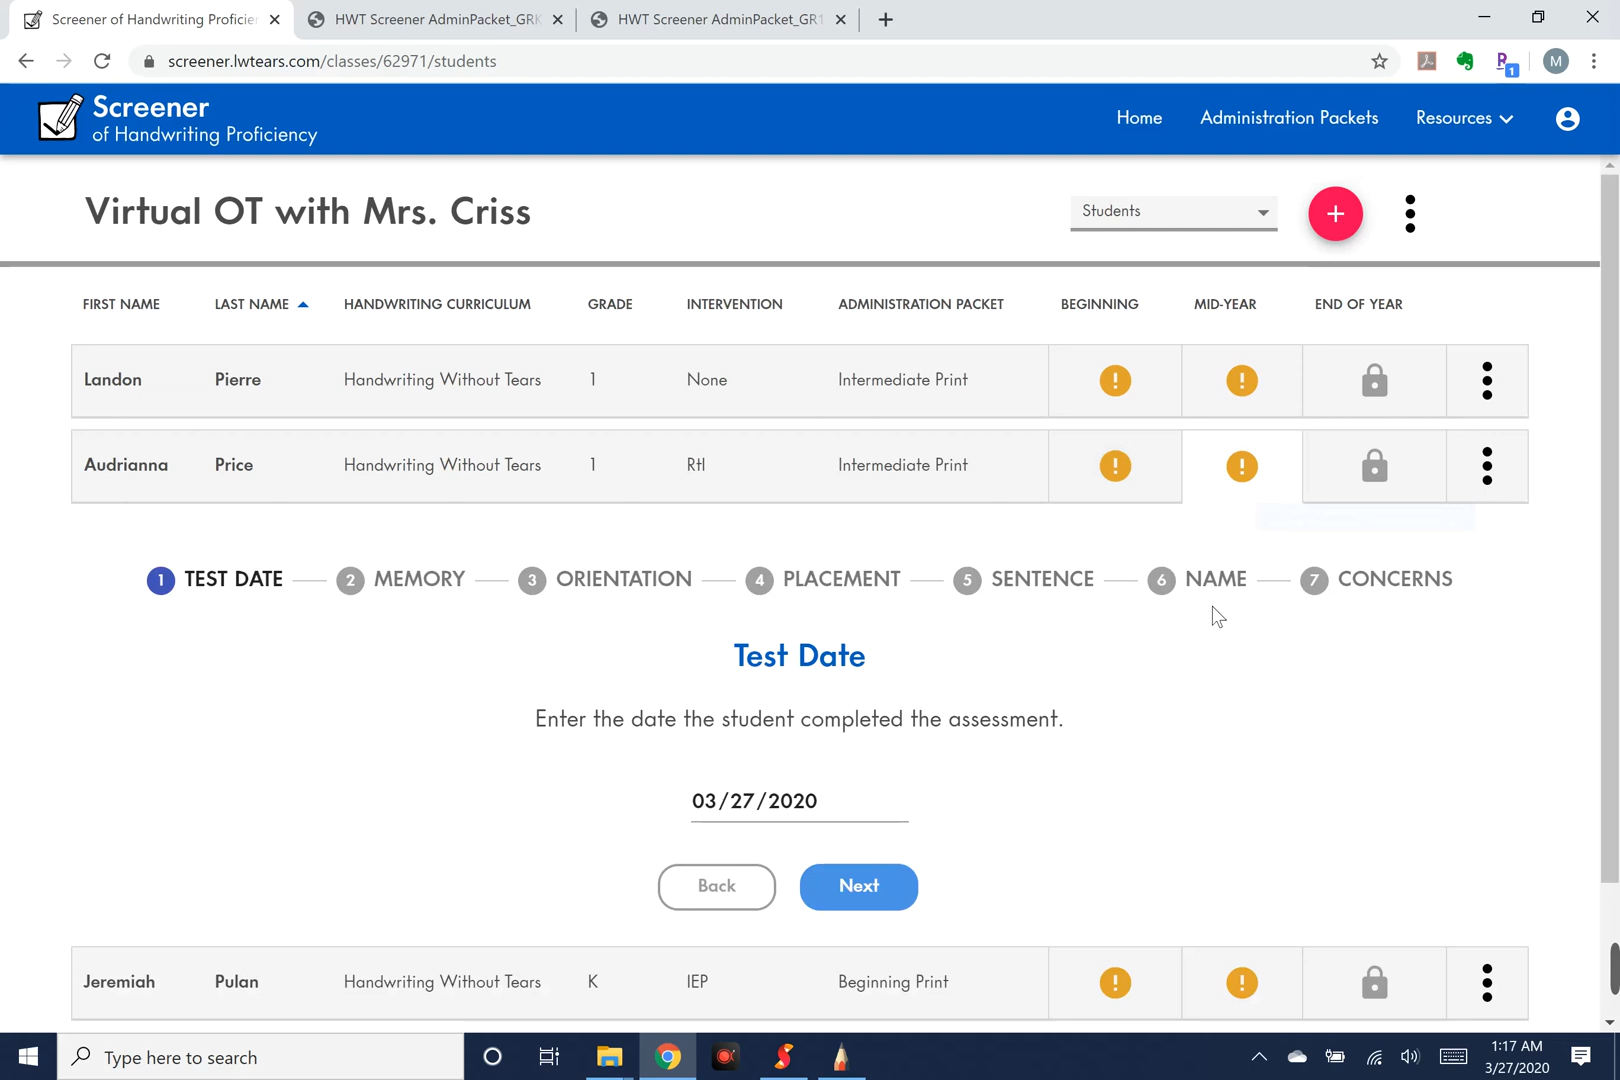 Screener of Handwriting Proficie
HWT Screener AdminPacket_GRK
HWT Screener AdminPacket_GR1
screener.lwtears.com/classes/62971/students
R
1
M
Screener
of Handwriting Proficiency
Home
Administration Packets
Resources
Virtual OT with Mrs. Criss
Students
FIRST NAME LAST NAME HANDWRITING CURRICULUM GRADE INTERVENTION ADMINISTRATION PACKET BEGINNING MID-YEAR END OF YEAR
Landon Pierre Handwriting Without Tears 1 None Intermediate Print
Audrianna Price Handwriting Without Tears 1 RtI Intermediate Print
1 TEST DATE 2 MEMORY 3 ORIENTATION 4 PLACEMENT 5 SENTENCE 6 NAME 7 CONCERNS
Test Date
Enter the date the student completed the assessment.
03/27/2020
Back Next
Jeremiah Pulan Handwriting Without Tears K IEP Beginning Print
Type here to search
1:17 AM
3/27/2020